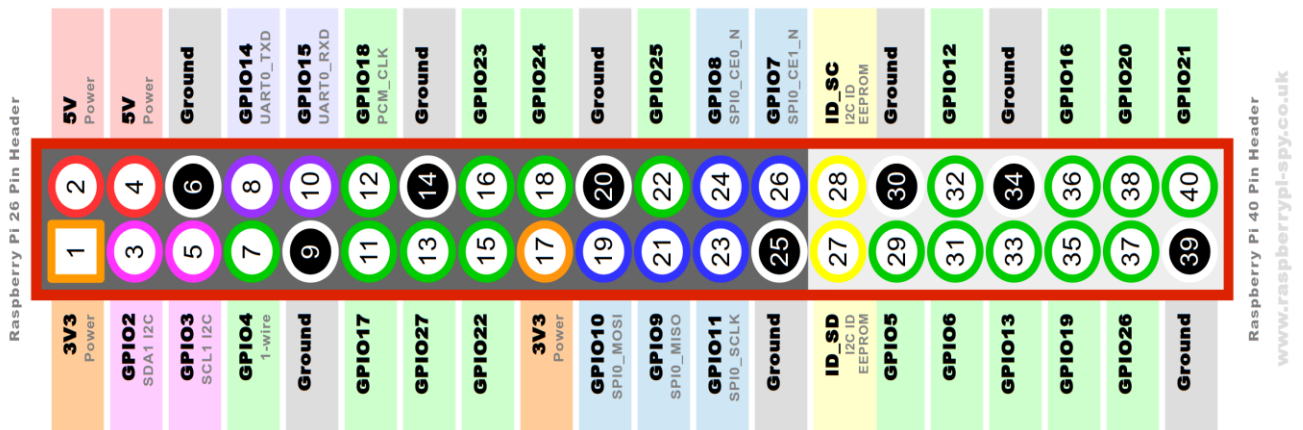 Raspberry Pi 26 Pin Header
5V
Power
5V
Power
Ground
GPIO14
UART0_TXD
GPIO15
UART0_RXD
GPIO18
PCM_CLK
Ground
GPIO23
GPIO24
Ground
GPIO25
GPIO8
SPI0_CE0_N
GPIO7
SPI0_CE1_N
ID_SC
I2C ID
EEPROM
Ground
GPIO12
Ground
GPIO16
GPIO20
GPIO21
2 4 6 8 10 12 14 16 18 20 22 24 26 28 30 32 34 36 38 40
1 3 5 7 9 11 13 15 17 19 21 23 25 27 29 31 33 35 37 39
3V3
Power
GPIO2
SDA1 I2C
GPIO3
SCL1 I2C
GPIO4
1-wire
Ground
GPIO17
GPIO27
GPIO22
3V3
Power
GPIO10
SPI0_MOSI
GPIO9
SPI0_MISO
GPIO11
SPI0_SCLK
Ground
ID_SD
I2C ID
EEPROM
GPIO5
GPIO6
GPIO13
GPIO19
GPIO26
Ground
Raspberry Pi 40 Pin Header
www.raspberrypi-spy.co.uk